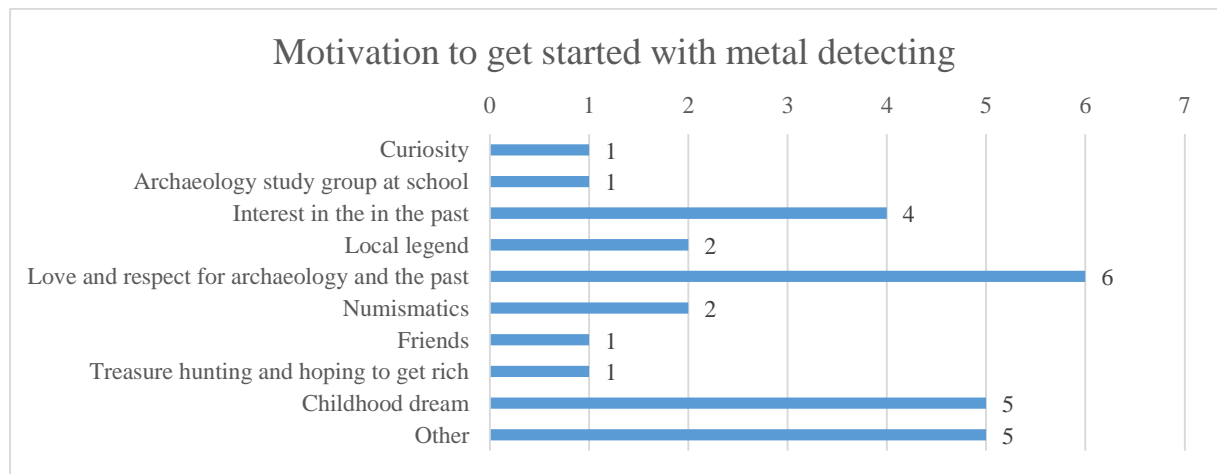 Motivation to get started with metal detecting
0 1 2 3 4 5 6 7
Curiosity 1
Archaeology study group at school 1
Interest in the in the past 4
Local legend 2
Love and respect for archaeology and the past 6
Numismatics 2
Friends 1
Treasure hunting and hoping to get rich 1
Childhood dream 5
Other 5